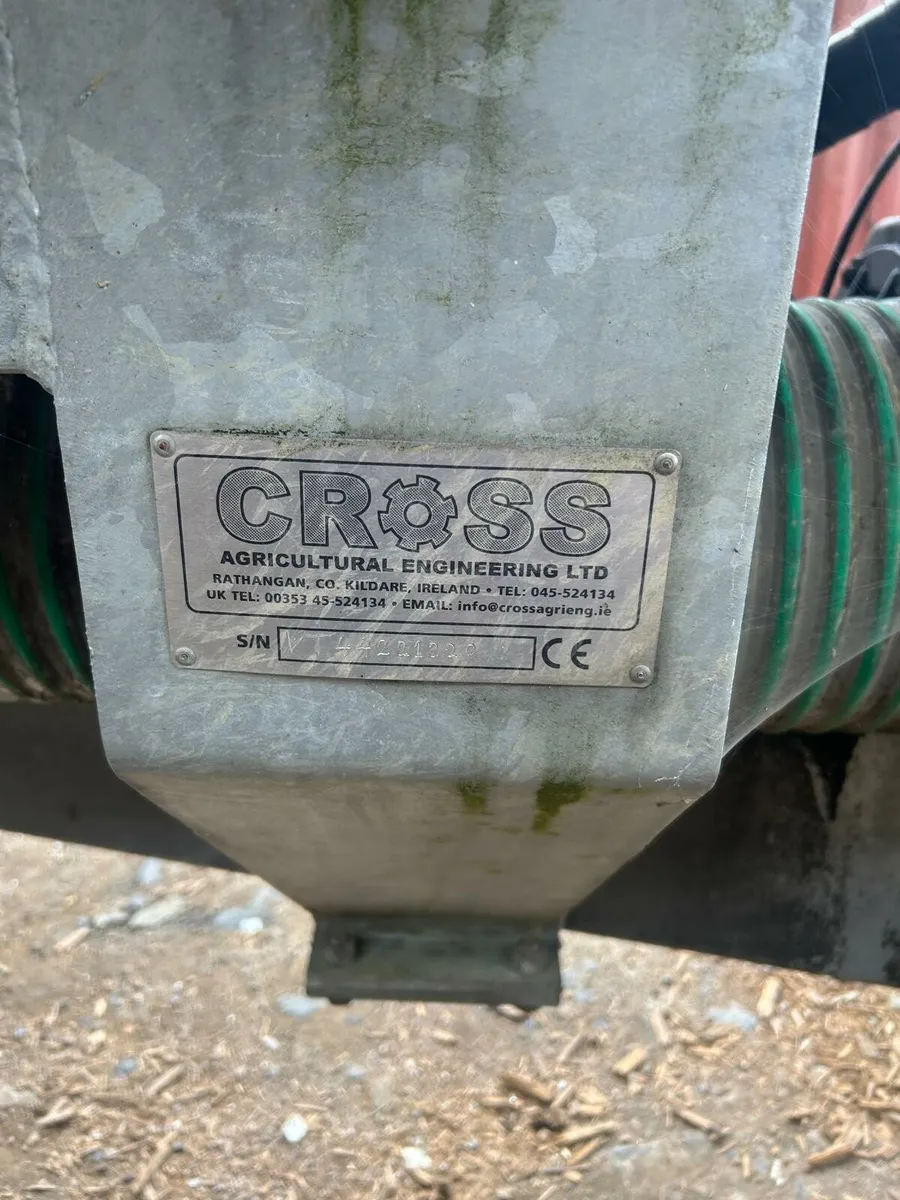 CROSS
AGRICULTURAL ENGINEERING LTD
RATHANGAN, CO. KILDARE, IRELAND • TEL: 045-524134
UK TEL: 00353 45-524134 • EMAIL: info@crossagrieng.ie
S/N CE